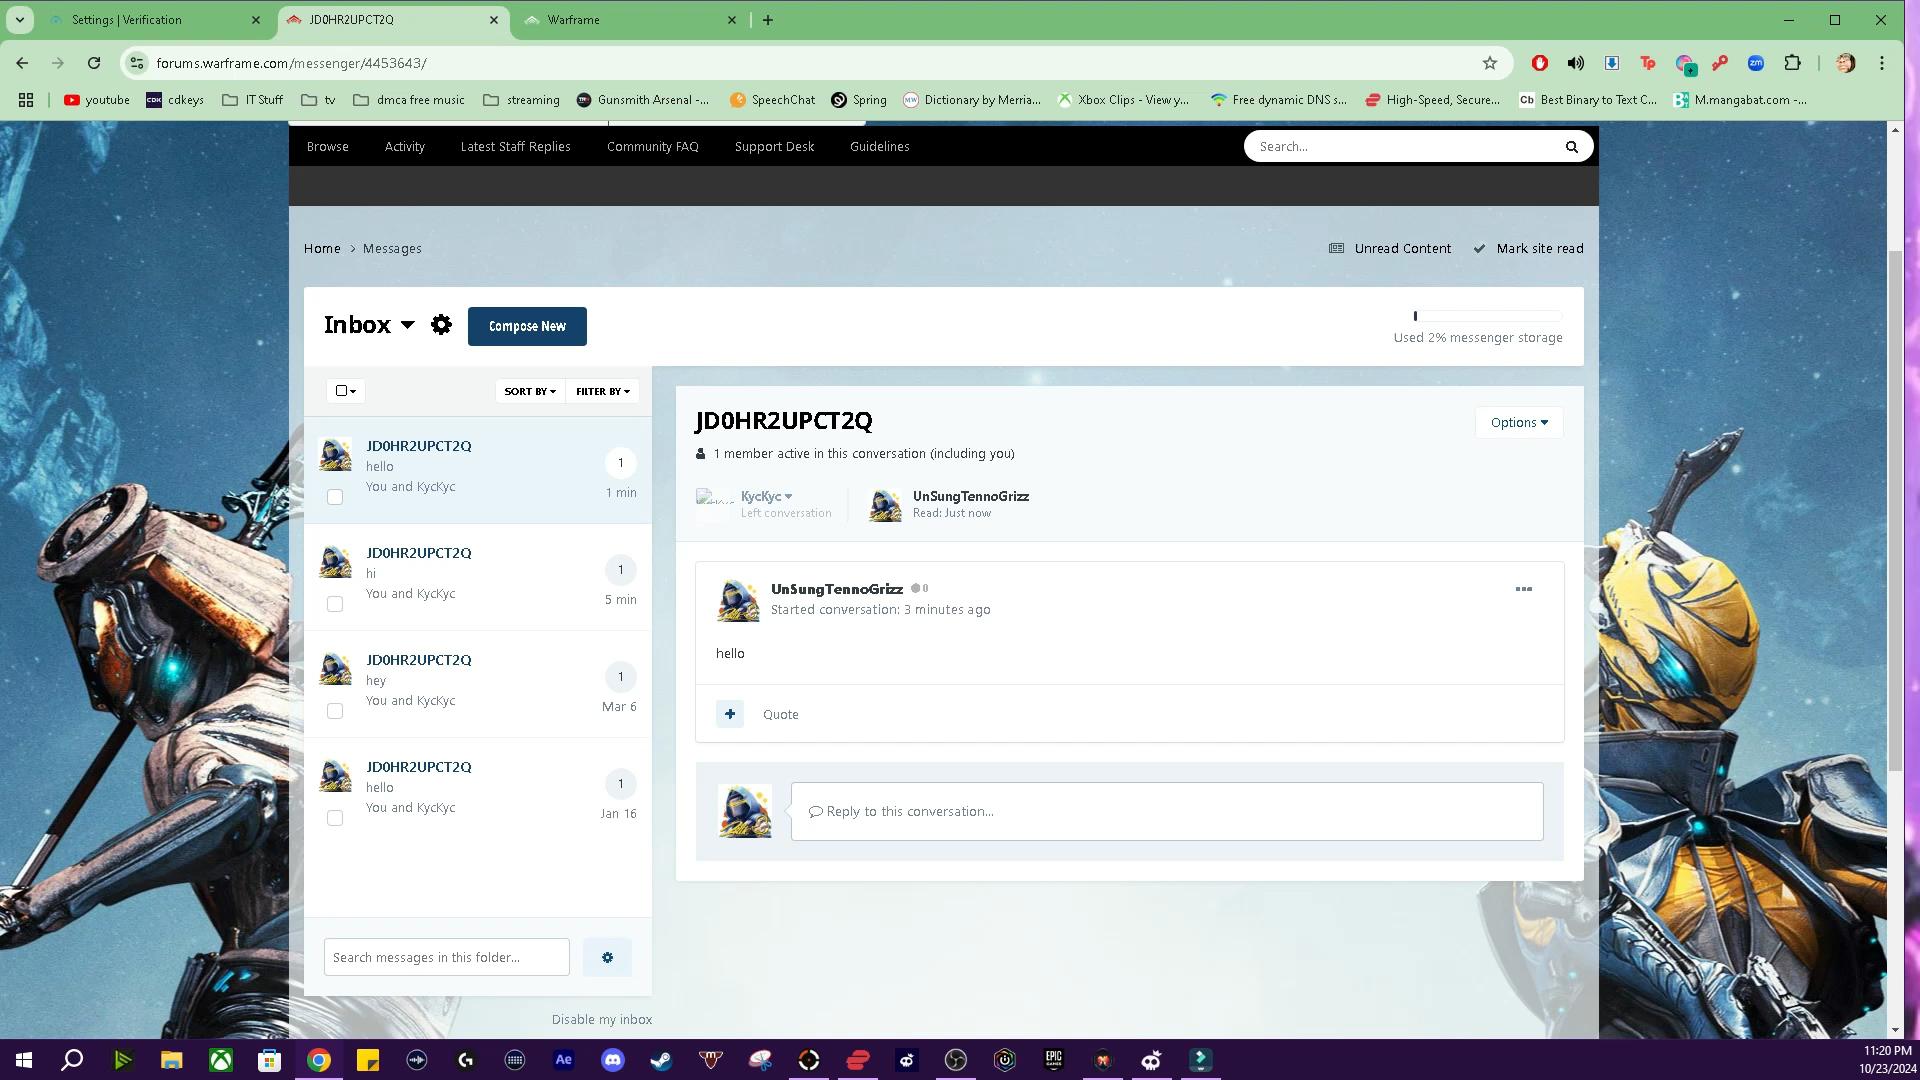 Settings | Verification
JD0HR2UPCT2Q
Warframe
forums.warframe.com/messenger/4453643/
youtube
cdkeys
IT Stuff
tv
dmca free music
streaming
Gunsmith Arsenal -...
SpeechChat
Spring
Dictionary by Merria...
Xbox Clips - View y...
Free dynamic DNS s...
High-Speed, Secure...
Best Binary to Text C...
M.mangabat.com -...
Browse
Activity
Latest Staff Replies
Community FAQ
Support Desk
Guidelines
Search...
Home > Messages
Unread Content
Mark site read
Inbox
Compose New
Used 2% messenger storage
SORT BY
FILTER BY
JD0HR2UPCT2Q
hello
You and KycKyc
1
1 min
JD0HR2UPCT2Q
hi
You and KycKyc
1
5 min
JD0HR2UPCT2Q
hey
You and KycKyc
1
Mar 6
JD0HR2UPCT2Q
hello
You and KycKyc
1
Jan 16
Search messages in this folder...
Disable my inbox
JD0HR2UPCT2Q
Options
1 member active in this conversation (including you)
KycKyc
Left conversation
UnSungTennoGrizz
Read: Just now
UnSungTennoGrizz
0
Started conversation: 3 minutes ago
hello
Quote
Reply to this conversation...
11:20 PM
10/23/2024